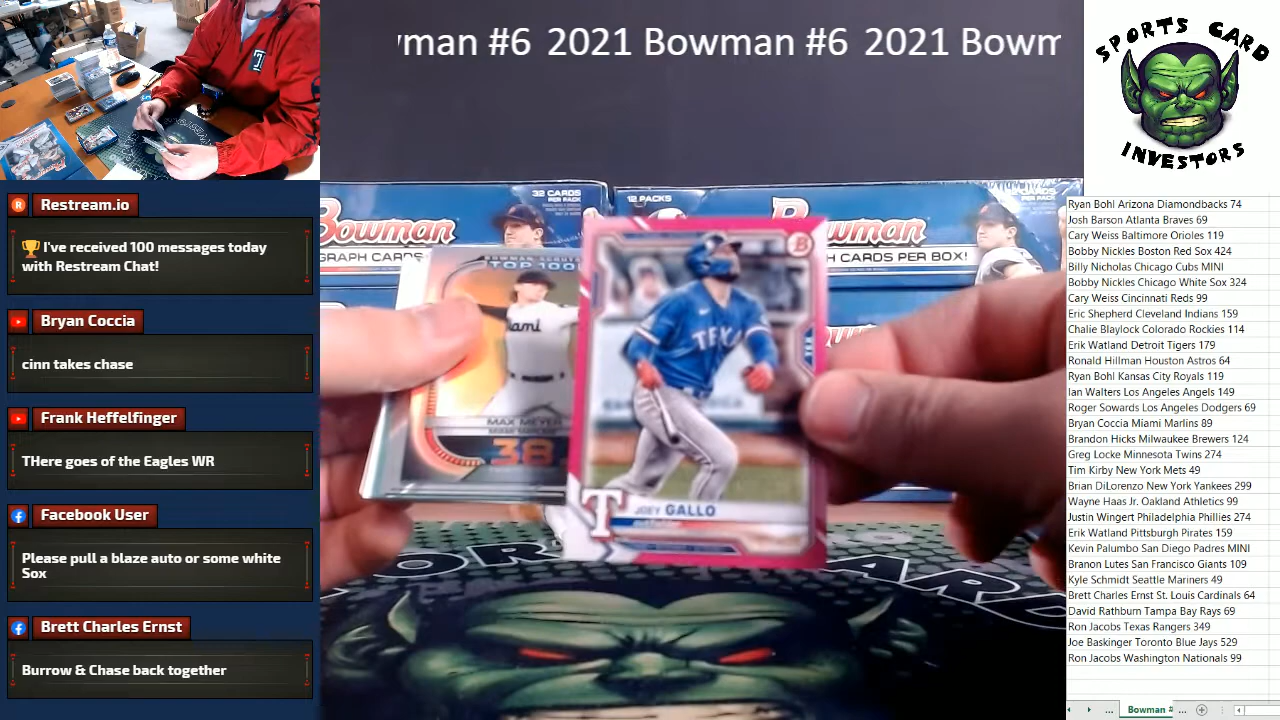 man #6 2021 Bowman #6 2021 Bowm
SPORTS CARD
INVESTORS
Restream.io
🏆 I've received 100 messages today
with Restream Chat!
Bryan Coccia
cinn takes chase
Frank Heffelfinger
THere goes of the Eagles WR
Facebook User
Please pull a blaze auto or some white
Sox
Brett Charles Ernst
Burrow & Chase back together
32 CARDS
PER PACK
12 PACKS
Bowman
GRAPH CARDS
H CARDS PER BOX!
TOP 100
MAX MEYER
38
TEXA
T
JOEY GALLO
Ryan Bohl Arizona Diamondbacks 74
Josh Barson Atlanta Braves 69
Cary Weiss Baltimore Orioles 119
Bobby Nickles Boston Red Sox 424
Billy Nicholas Chicago Cubs MINI
Bobby Nickles Chicago White Sox 324
Cary Weiss Cincinnati Reds 99
Eric Shepherd Cleveland Indians 159
Chalie Blaylock Colorado Rockies 114
Erik Watland Detroit Tigers 179
Ronald Hillman Houston Astros 64
Ryan Bohl Kansas City Royals 119
Ian Walters Los Angeles Angels 149
Roger Sowards Los Angeles Dodgers 69
Bryan Coccia Miami Marlins 89
Brandon Hicks Milwaukee Brewers 124
Greg Locke Minnesota Twins 274
Tim Kirby New York Mets 49
Brian DiLorenzo New York Yankees 299
Wayne Haas Jr. Oakland Athletics 99
Justin Wingert Philadelphia Phillies 274
Erik Watland Pittsburgh Pirates 159
Kevin Palumbo San Diego Padres MINI
Branon Lutes San Francisco Giants 109
Kyle Schmidt Seattle Mariners 49
Brett Charles Ernst St. Louis Cardinals 64
David Rathburn Tampa Bay Rays 69
Ron Jacobs Texas Rangers 349
Joe Baskinger Toronto Blue Jays 529
Ron Jacobs Washington Nationals 99
... Bowman # ...